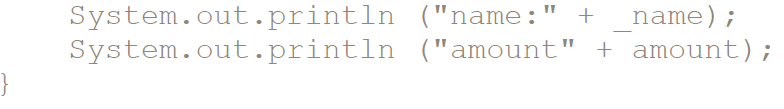 System.out.println ("name:" + _name);
System.out.println ("amount" + amount);
}